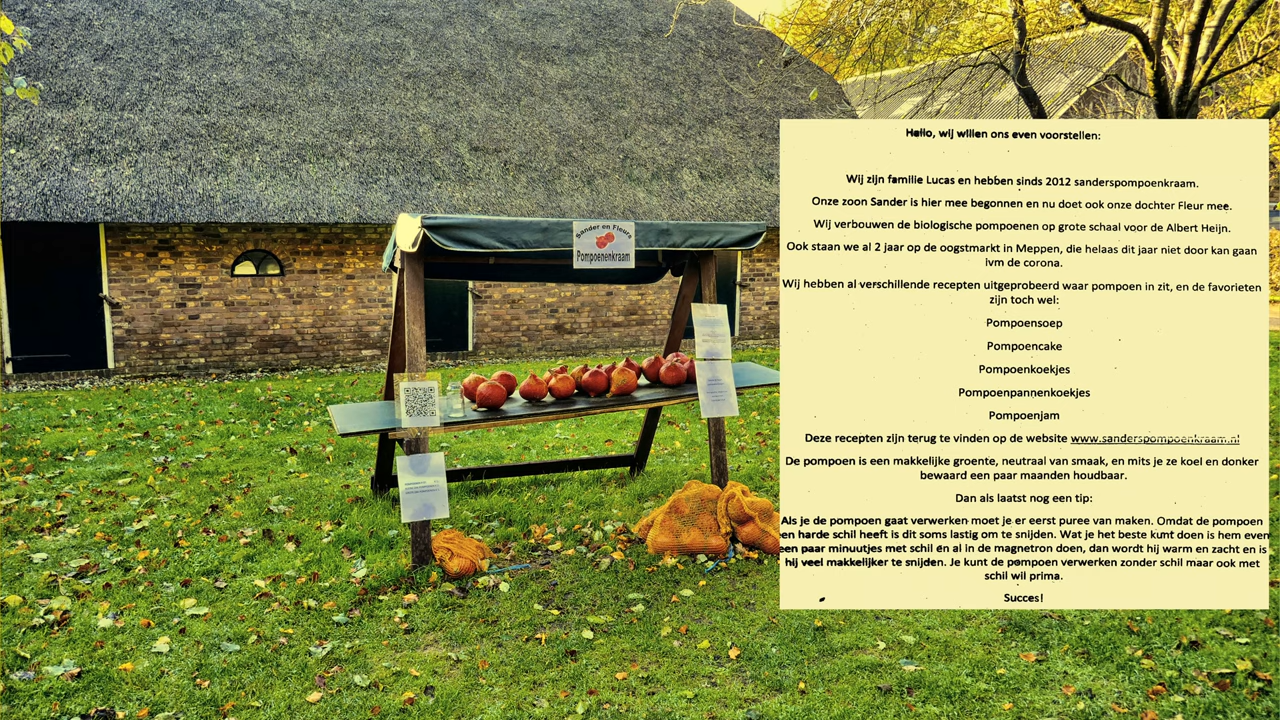 Sander en Fleurs
Pompoenenkraam
Hallo, wij willen ons even voorstellen:
Wij zijn familie Lucas en hebben sinds 2012 sanderspompoenkraam.
Onze zoon Sander is hier mee begonnen en nu doet ook onze dochter Fleur mee.
Wij verbouwen de biologische pompoenen op grote schaal voor de Albert Heijn.
Ook staan we al 2 jaar op de oogstmarkt in Meppen, die helaas dit jaar niet door kan gaan
ivm de corona.
Wij hebben al verschillende recepten uitgeprobeerd waar pompoen in zit, en de favorieten
zijn toch wel:
Pompoensoep
Pompoencake
Pompoenkoekjes
Pompoenpannenkoekjes
Pompoenjam
Deze recepten zijn terug te vinden op de website www.sanderspompoenkraam.nl
De pompoen is een makkelijke groente, neutraal van smaak, en mits je ze koel en donker
bewaard een paar maanden houdbaar.
Dan als laatst nog een tip:
Als je de pompoen gaat verwerken moet je er eerst puree van maken. Omdat de pompoen
een harde schil heeft is dit soms lastig om te snijden. Wat je het beste kunt doen is hem even
een paar minuutjes met schil en al in de magnetron doen, dan wordt hij warm en zacht en is
hij veel makkelijker te snijden. Je kunt de pompoen verwerken zonder schil maar ook met
schil wil prima.
Succes!